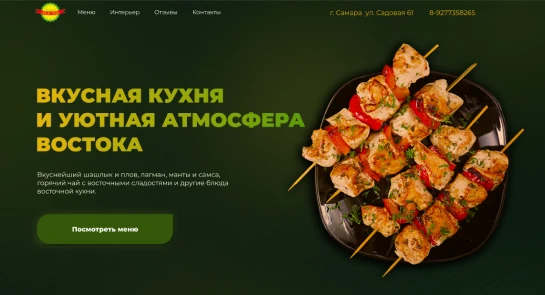 Меню Интерьер Отзывы Контакты г. Самара ул. Садовая 61 8-9277358265
ВКУСНАЯ КУХНЯ
И УЮТНАЯ АТМОСФЕРА
ВОСТОКА
Вкуснейший шашлык и плов, лагман, манты и самса,
горячий чай с восточными сладостями и другие блюда
восточной кухни.
Посмотреть меню